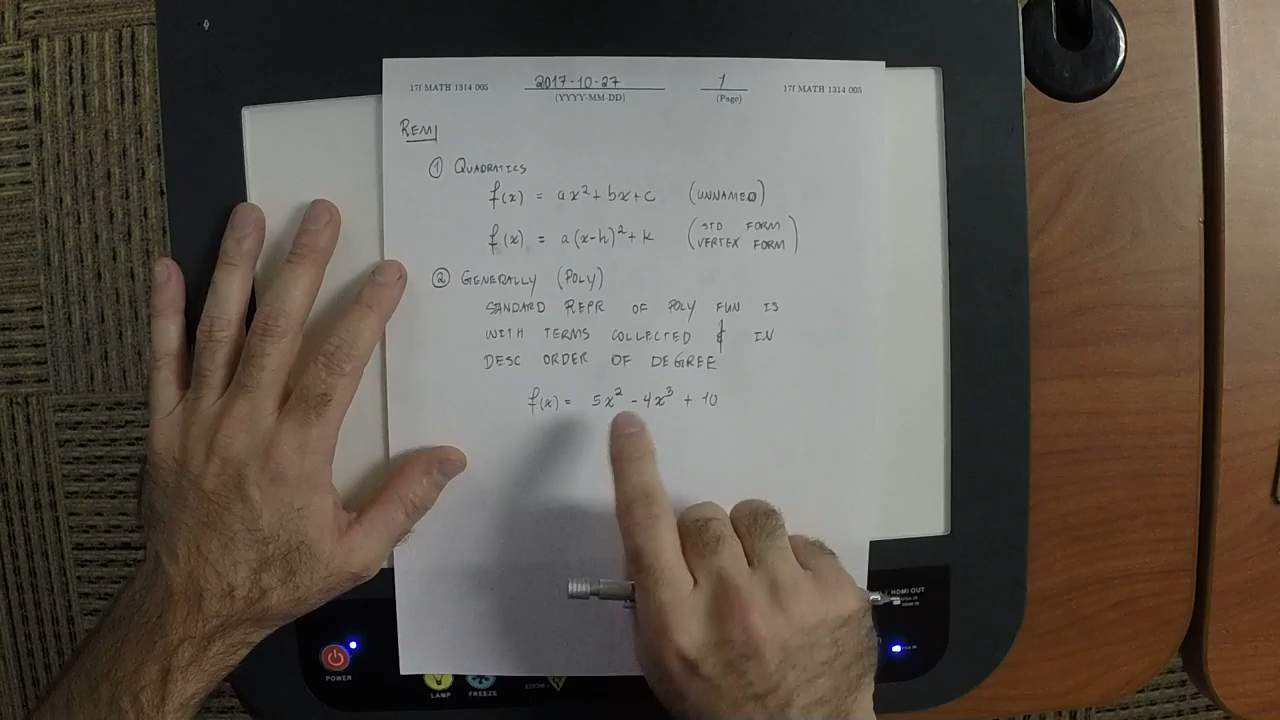 17f MATH 1314 005 2017-10-27 1 17f MATH 1314 005
(YYYY-MM-DD) (Page)
REM
① QUADRATICS
f(x) = ax²+bx+c (UNNAMED)
f(x) = a(x-h)²+k (STD FORM
VERTEX FORM)
② GENERALLY (POLY)
SANDARD REPR OF POLY FUN IS
WITH TERMS COLLECTED & IN
DESC ORDER OF DEGREE
f(x) = 5x² - 4x³ + 10
HDMI OUT
POWER
LAMP FREEZE ZOOM